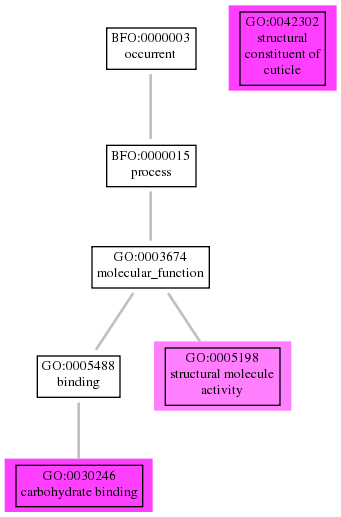 GO:0042302
structural
constituent of
cuticle
BFO:0000003
occurrent
BFO:0000015
process
GO:0003674
molecular_function
GO:0005488
binding
GO:0005198
structural molecule
activity
GO:0030246
carbohydrate binding